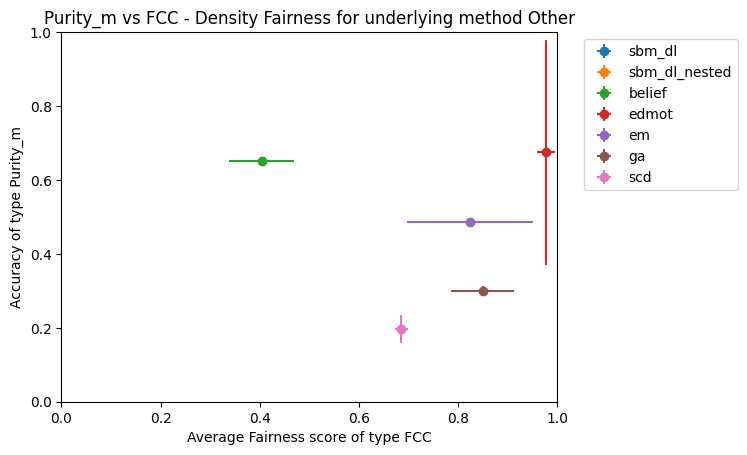 Purity_m vs FCC - Density Fairness for underlying method Other
Accuracy of type Purity_m
1.0
0.8
0.6
0.4
0.2
0.0
0.0 0.2 0.4 0.6 0.8 1.0
Average Fairness score of type FCC
sbm_dl
sbm_dl_nested
belief
edmot
em
ga
scd